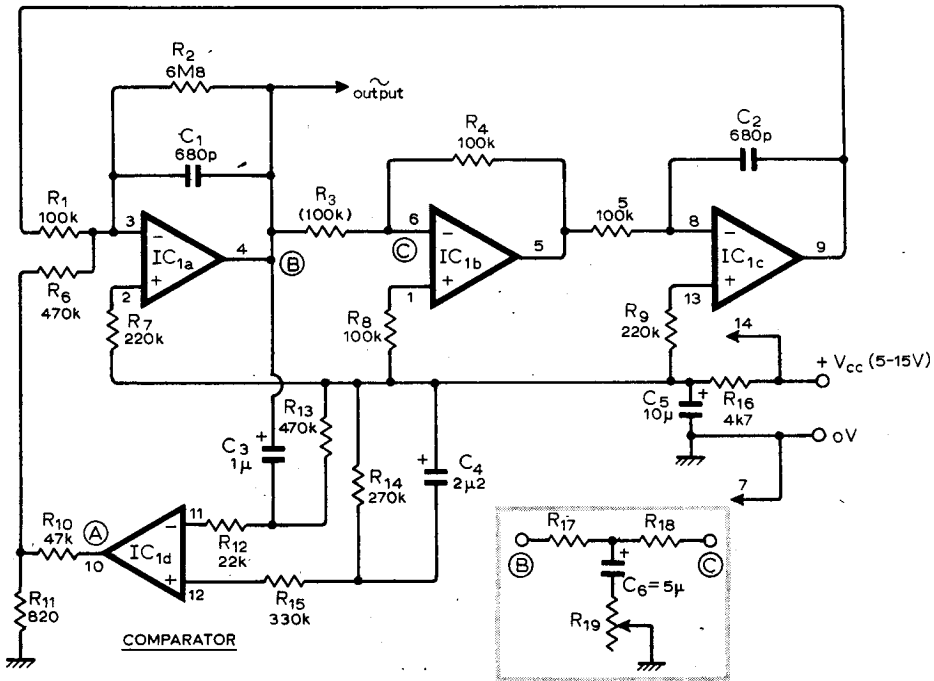 R2
6M8
output
C1
680p
R4
100k
C2
680p
R1
100k
R3
(100k)
5
100k
3
−
IC1a
+
2
4
B
6
C
−
IC1b
+
1
5
8
−
IC1c
+
13
9
R6
470k
R7
220k
R8
100k
R9
220k
14
+ Vcc (5-15V)
R16
4k7
C5
10μ
+
0V
7
R13
470k
C3
1μ
+
R14
270k
C4
2μ2
+
R10
47k
A
10
IC1d
11
−
R12
22k
+
12
R15
330k
R11
820
COMPARATOR
R17
R18
B
C
+
C6=5μ
R19